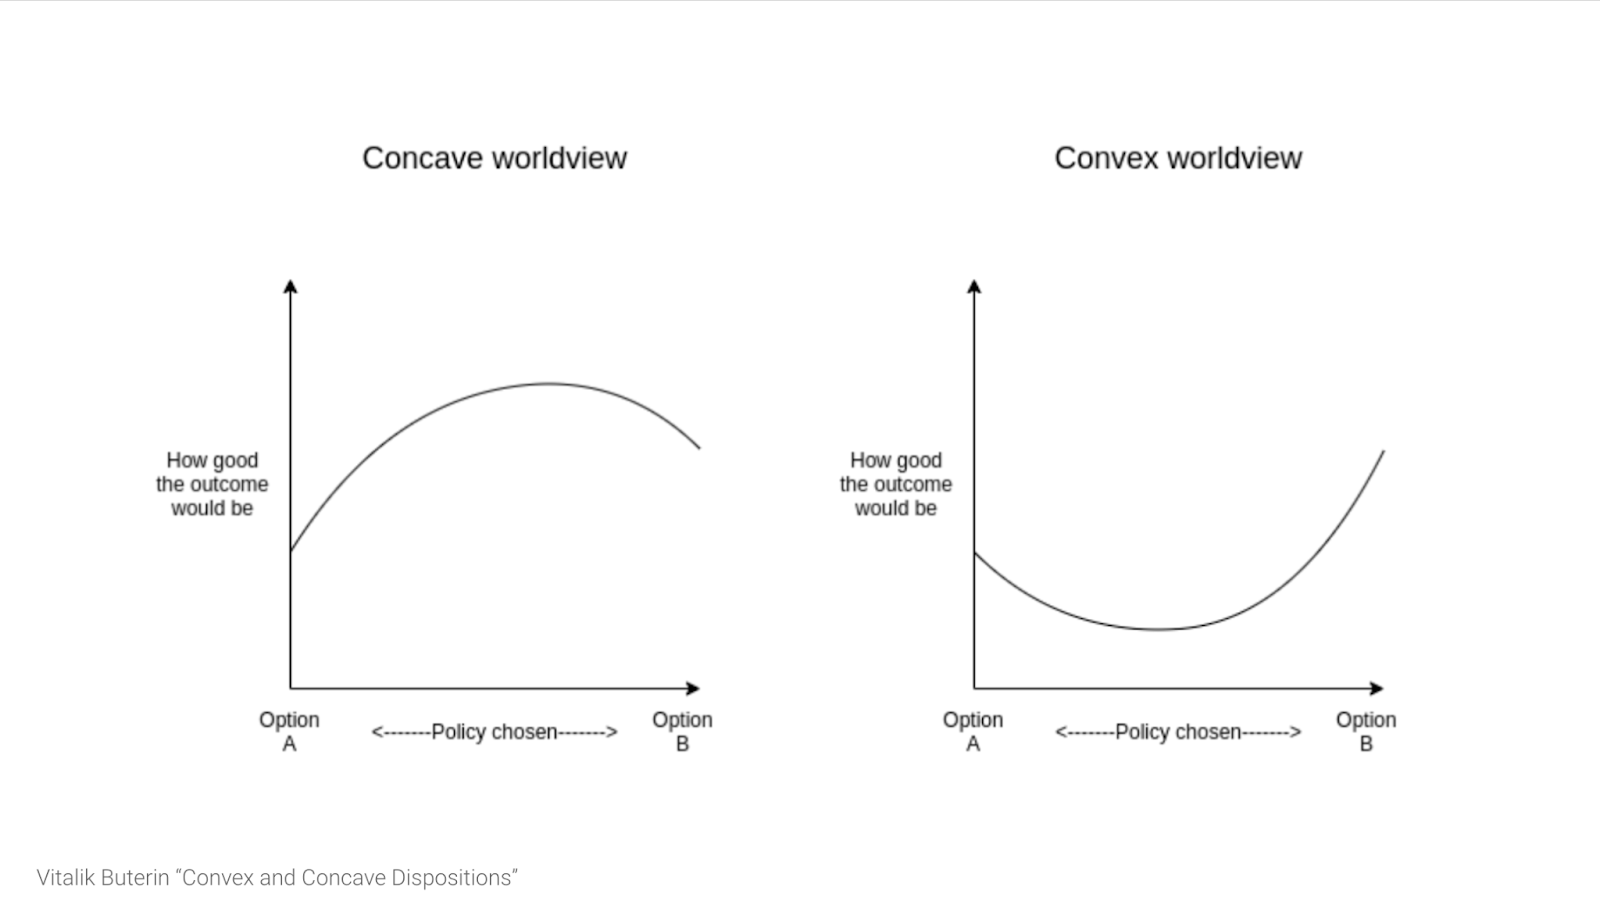 Concave worldview
How good
the outcome
would be
Option
A
<-------Policy chosen------->
Option
B
Convex worldview
How good
the outcome
would be
Option
A
<-------Policy chosen------->
Option
B
Vitalik Buterin “Convex and Concave Dispositions”